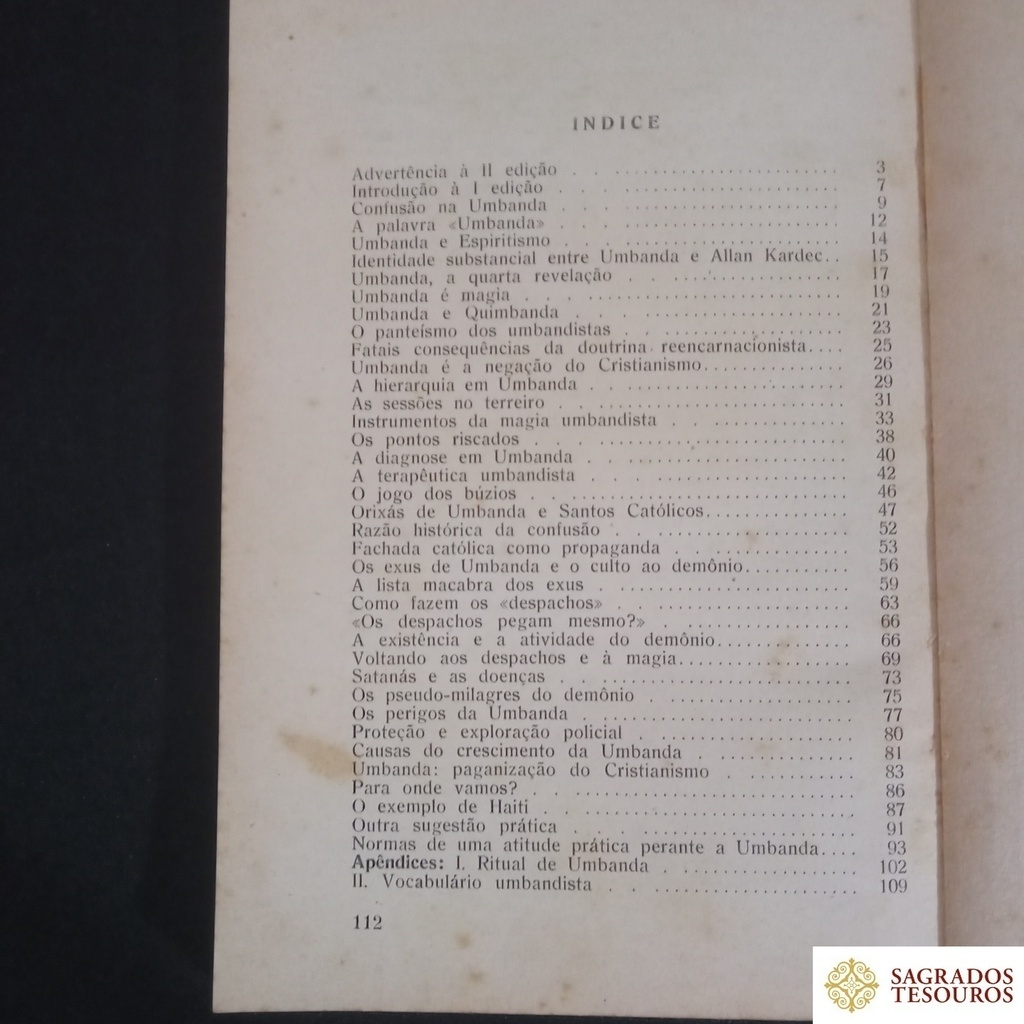 INDICE
Advertência à II edição . . . . . . . . . . . . . . . . . . . . . . . . 3
Introdução à I edição . . . . . . . . . . . . . . . . . . . . . . . . 7
Confusão na Umbanda . . . . . . . . . . . . . . . . . . . . . . . . 9
A palavra «Umbanda» . . . . . . . . . . . . . . . . . . . . . . . . 12
Umbanda e Espiritismo . . . . . . . . . . . . . . . . . . . . . . . . 14
Identidade substancial entre Umbanda e Allan Kardec.. 15
Umbanda, a quarta revelação . . . . . . . . . . . . . . . . . . . . 17
Umbanda é magia . . . . . . . . . . . . . . . . . . . . . . . . 19
Umbanda e Quimbanda . . . . . . . . . . . . . . . . . . . . . . . . 21
O panteísmo dos umbandistas . . . . . . . . . . . . . . . . . . . . 23
Fatais consequências da doutrina reencarnacionista.... 25
Umbanda é a negação do Cristianismo............... 26
A hierarquia em Umbanda . . . . . . . . . . . . . . . . . . . . 29
As sessões no terreiro . . . . . . . . . . . . . . . . . . . . . . . . 31
Instrumentos da magia umbandista . . . . . . . . . . . . . . . . 33
Os pontos riscados . . . . . . . . . . . . . . . . . . . . . . . . 38
A diagnose em Umbanda . . . . . . . . . . . . . . . . . . . . . . 40
A terapêutica umbandista . . . . . . . . . . . . . . . . . . . . . . 42
O jogo dos búzios . . . . . . . . . . . . . . . . . . . . . . . . 46
Orixás de Umbanda e Santos Católicos............... 47
Razão histórica da confusão . . . . . . . . . . . . . . . . . . . . 52
Fachada católica como propaganda . . . . . . . . . . . . . . . . 53
Os exus de Umbanda e o culto ao demônio........... 56
A lista macabra dos exus . . . . . . . . . . . . . . . . . . . . . . 59
Como fazem os «despachos» . . . . . . . . . . . . . . . . . . . . 63
«Os despachos pegam mesmo?» . . . . . . . . . . . . . . . . . . 66
A existência e a atividade do demônio.............. 66
Voltando aos despachos e à magia................. 69
Satanás e as doenças . . . . . . . . . . . . . . . . . . . . . . . . 73
Os pseudo-milagres do demônio . . . . . . . . . . . . . . . . . . 75
Os perigos da Umbanda . . . . . . . . . . . . . . . . . . . . . . 77
Proteção e exploração policial . . . . . . . . . . . . . . . . . . 80
Causas do crescimento da Umbanda . . . . . . . . . . . . . . 81
Umbanda: paganização do Cristianismo . . . . . . . . . . . . 83
Para onde vamos? . . . . . . . . . . . . . . . . . . . . . . . . 86
O exemplo de Haiti . . . . . . . . . . . . . . . . . . . . . . . . 87
Outra sugestão prática . . . . . . . . . . . . . . . . . . . . . . 91
Normas de uma atitude prática perante a Umbanda.... 93
Apêndices: I. Ritual de Umbanda . . . . . . . . . . . . . . . . 102
II. Vocabulário umbandista . . . . . . . . . . . . . . . . . . . . 109
112
SAGRADOS
TESOUROS